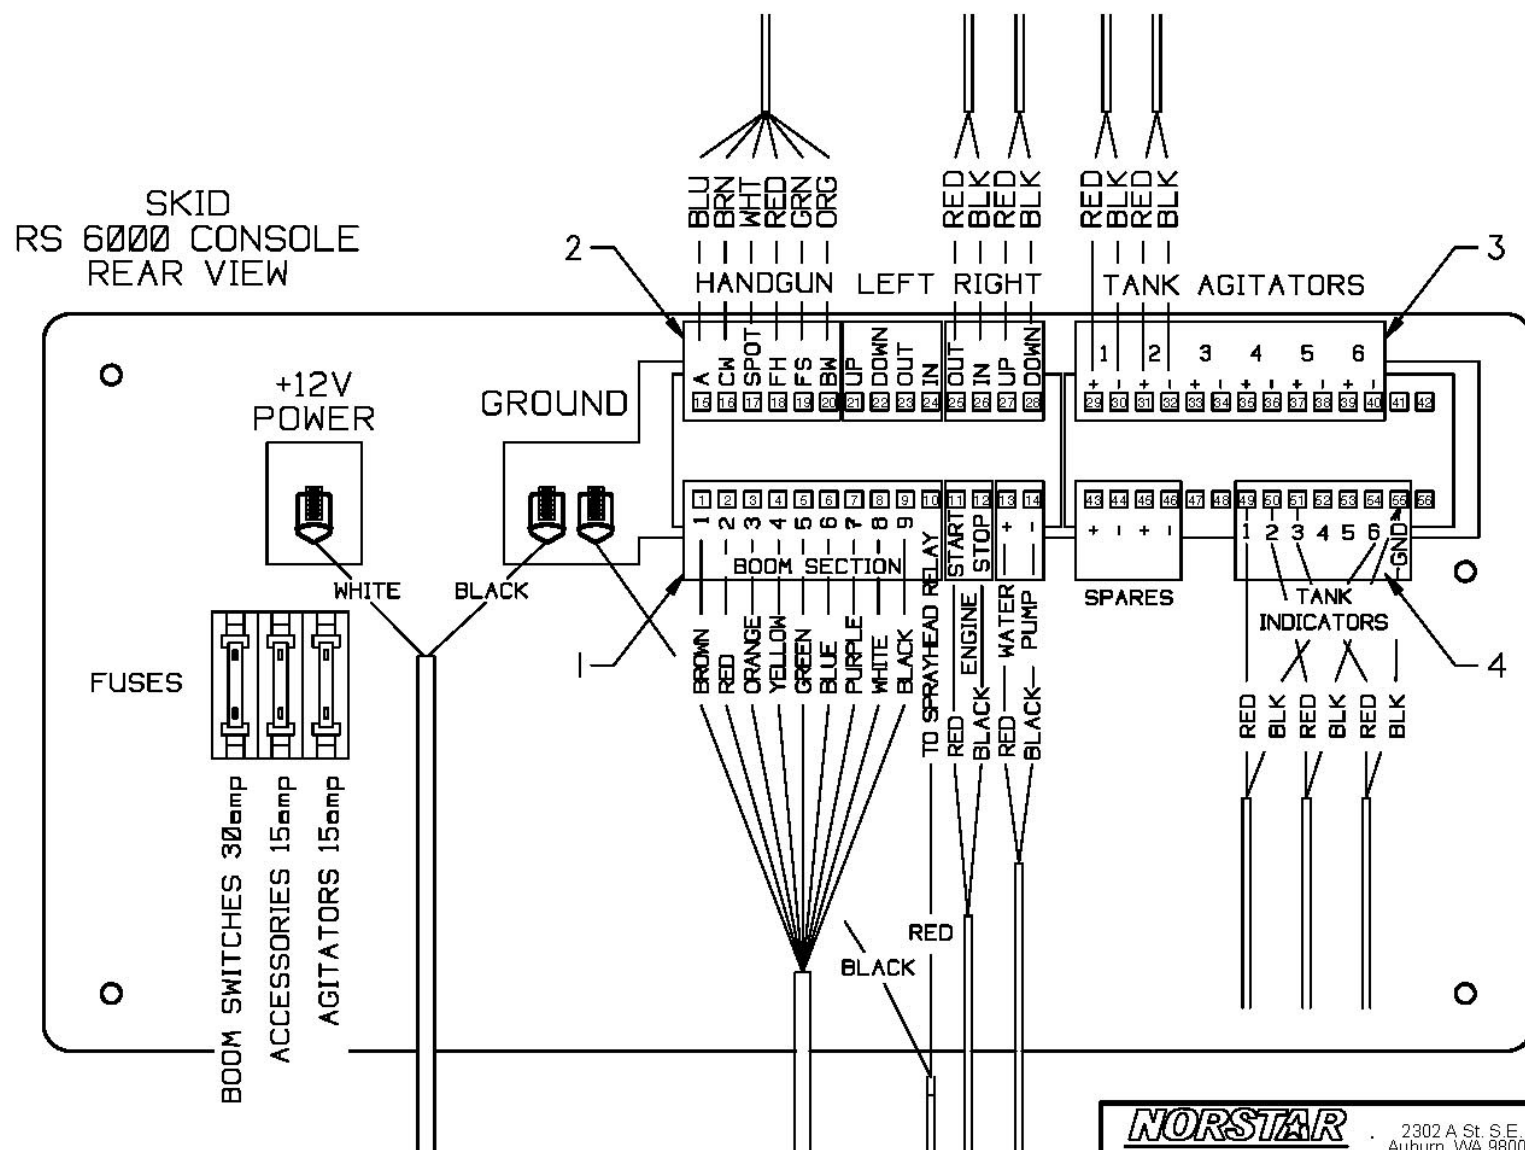 SKID
RS 6000 CONSOLE
REAR VIEW
BLU BRN WHT RED GRN ORG RED BLK RED BLK RED BLK RED BLK
2
3
HANDGUN LEFT RIGHT TANK AGITATORS
A CW SPOT FH FS BW UP DOWN OUT IN OUT IN UP DOWN
1 2 3 4 5 6
+ - + - + - + - + - + -
15 16 17 18 19 20 21 22 23 24 25 26 27 28 29 30 31 32 33 34 35 36 37 38 39 40 41 42
+12V
POWER
GROUND
1 2 3 4 5 6 7 8 9 10 11 12 13 14 43 44 45 46 47 48 49 50 51 52 53 54 55 56
1 2 3 4 5 6 7 8 9 TO SPRAYHEAD RELAY START STOP + -
+ - + -
1 2 3 4 5 6 GND
BOOM SECTION
WHITE
BLACK
SPARES
TANK
INDICATORS
ENGINE
WATER
PUMP
1
4
BROWN RED ORANGE YELLOW GREEN BLUE PURPLE WHITE BLACK
RED BLACK RED BLACK
RED BLK RED BLK RED BLK
FUSES
BOOM SWITCHES 30amp
ACCESSORIES 15amp
AGITATORS 15amp
RED
BLACK
NORSTAR
2302 A St. S.E.
Auburn, WA